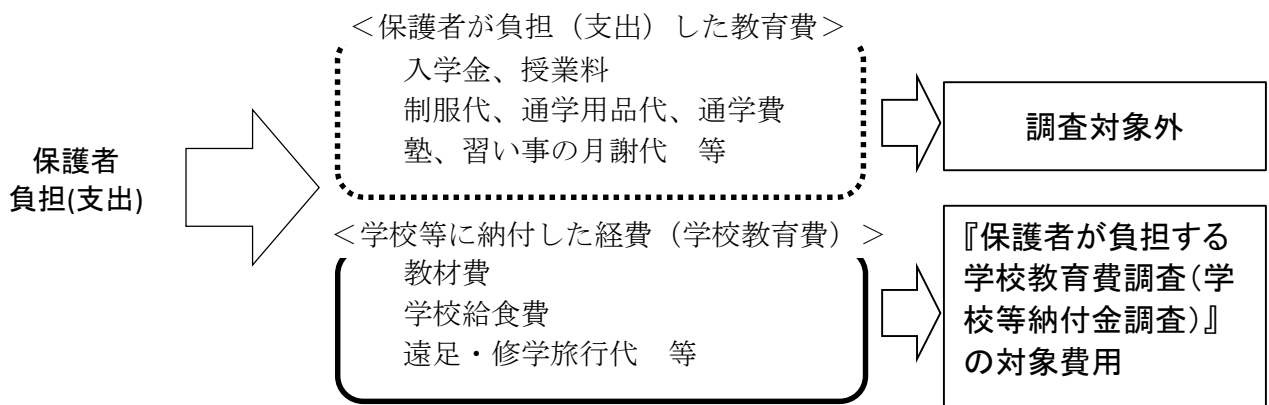 保護者
負担(支出)
＜保護者が負担（支出）した教育費＞
入学金、授業料
制服代、通学用品代、通学費
塾、習い事の月謝代　等
調査対象外
＜学校等に納付した経費（学校教育費）＞
教材費
学校給食費
遠足・修学旅行代　等
『保護者が負担する
学校教育費調査（学
校等納付金調査）』
の対象費用